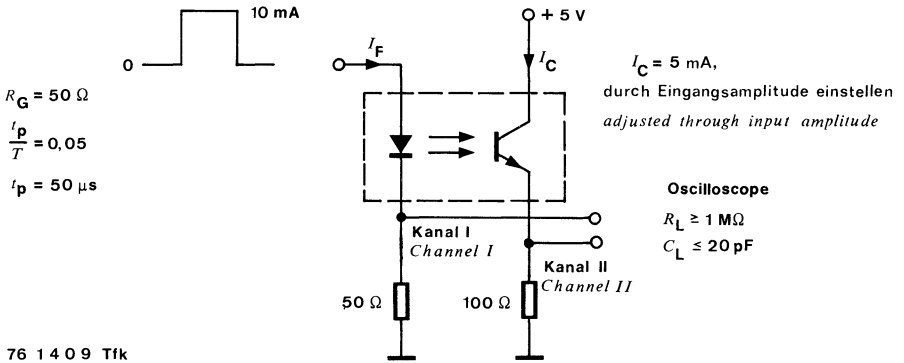 10 mA
0
R_G = 50 Ω
t_p/T = 0,05
t_p = 50 μs
I_F
+ 5 V
I_C
I_C = 5 mA,
durch Eingangsamplitude einstellen
adjusted through input amplitude
Kanal I
Channel I
Kanal II
Channel II
50 Ω
100 Ω
Oscilloscope
R_L ≥ 1 MΩ
C_L ≤ 20 pF
76 1409 Tfk